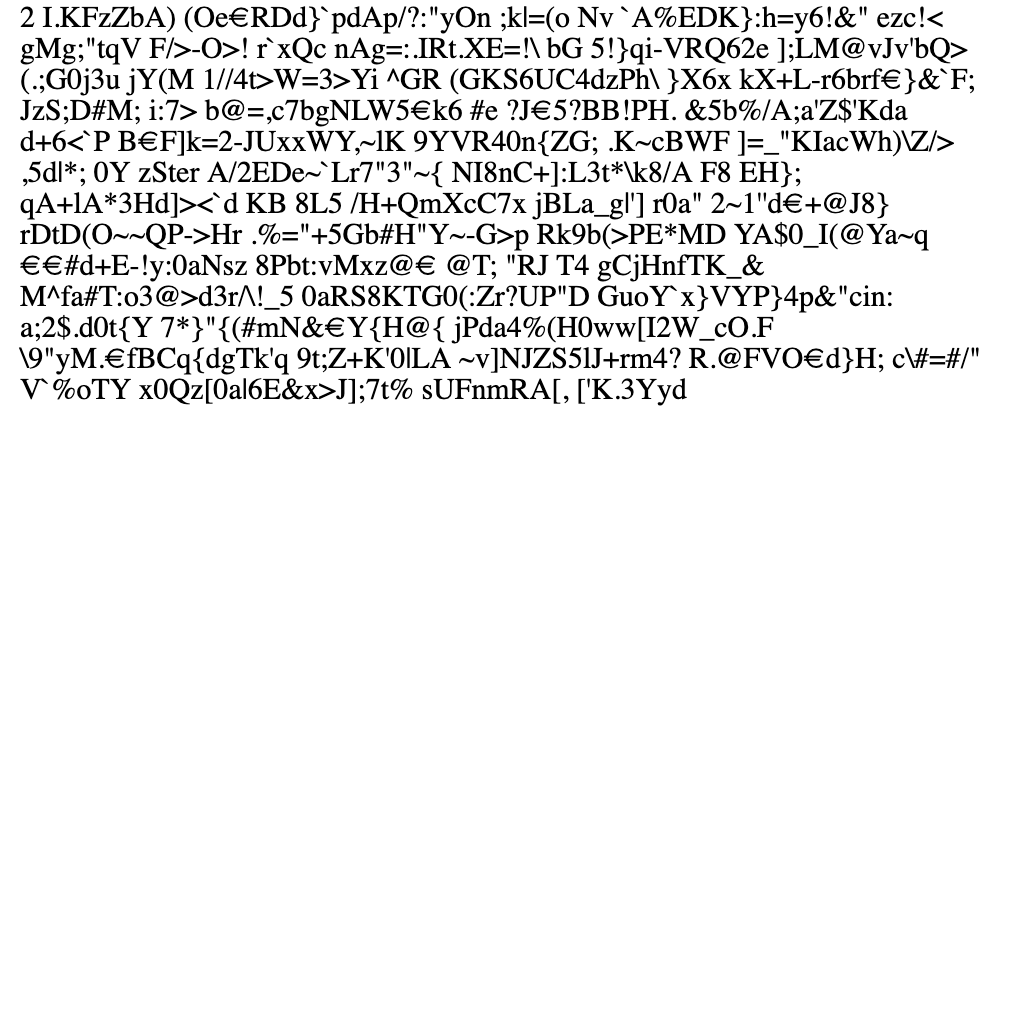 2 I.KFzZbA) (Oe€RDd}`pdAp/?:"yOn ;k|=(o Nv `A%EDK}:h=y6!&" ezc!<
gMg;"tqV F/>-O>! r`xQc nAg=:.IRt.XE=!\ bG 5!}qi-VRQ62e ];LM@vJv'bQ>
(.;G0j3u jY(M 1//4t>W=3>Yi ^GR (GKS6UC4dzPh\ }X6x kX+L-r6brf€}&`F;
JzS;D#M; i:7> b@=,c7bgNLW5€k6 #e ?J€5?BB!PH. &5b%/A;a'Z$'Kda
d+6<`P B€F]k=2-JUxxWY,~lK 9YVR40n{ZG; .K~cBWF ]=_"KIacWh)\Z/>
,5d|*; 0Y zSter A/2EDe~`Lr7"3"~{ NI8nC+]:L3t*\k8/A F8 EH};
qA+lA*3Hd]><`d KB 8L5 /H+QmXcC7x jBLa_g|'] r0a" 2~1"d€+@J8}
rDtD(O~~QP->Hr .%="+5Gb#H"Y~-G>p Rk9b(>PE*MD YA$0_I(@Ya~q
€€#d+E-!y:0aNsz 8Pbt:vMxz@€ @T; "RJ T4 gCjHnfTK_&
M^fa#T:o3@>d3r/\!_5 0aRS8KTG0(:Zr?UP"D GuoY`x}VYP}4p&"cin:
a;2$.d0t{Y 7*}"{(#mN&€Y{H@{ jPda4%(H0ww[I2W_cO.F
\9"yM.€fBCq{dgTk'q 9t;Z+K'0|LA ~v]NJZS5lJ+rm4? R.@FVO€d}H; c\#=#/"
V`%oTY x0Qz[0a|6E&x>J];7t% sUFnmRA[, ['K.3Yyd